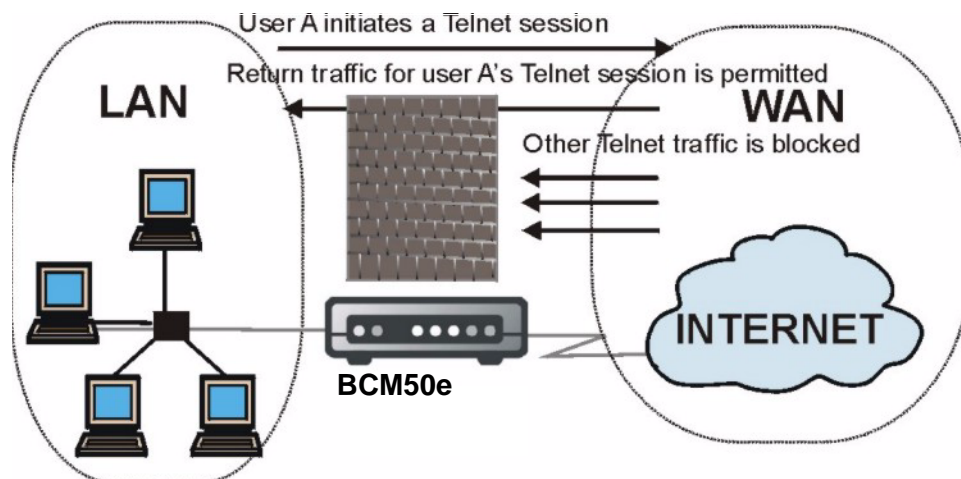 User A initiates a Telnet session
Return traffic for user A's Telnet session is permitted
LAN
WAN
Other Telnet traffic is blocked
INTERNET
BCM50e